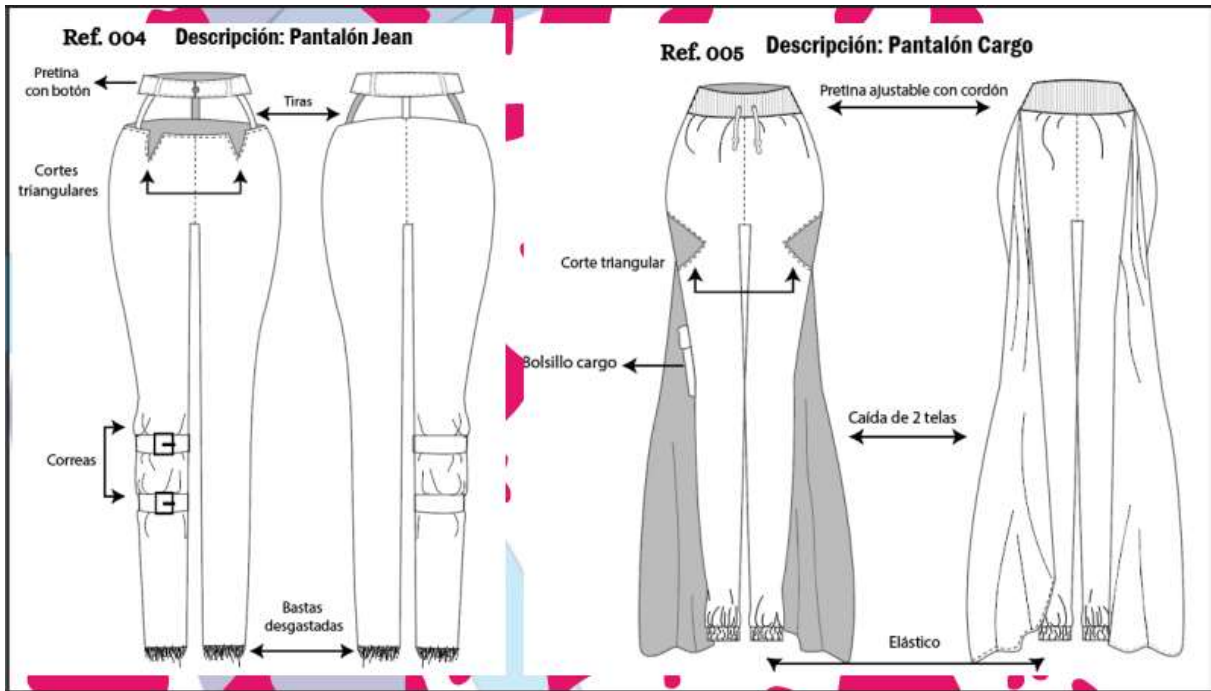 Ref. 004 Descripción: Pantalón Jean
Pretina
con botón
Tiras
Cortes
triangulares
Correas
Bastas
desgastadas
Ref. 005 Descripción: Pantalón Cargo
Pretina ajustable con cordón
Corte triangular
Bolsillo cargo
Caída de 2 telas
Elástico